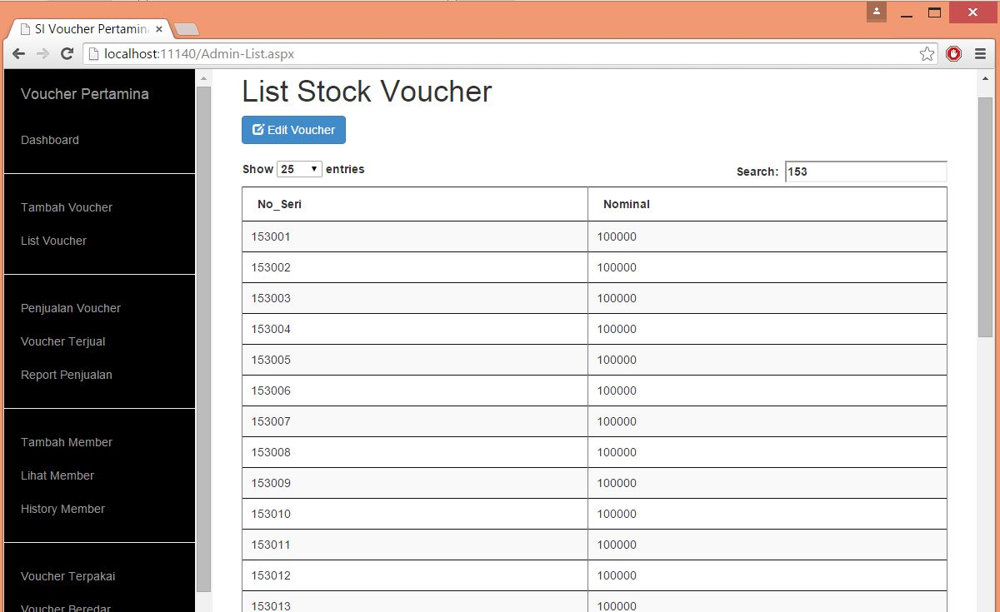 SI Voucher Pertamina
localhost:11140/Admin-List.aspx
Voucher Pertamina
Dashboard
Tambah Voucher
List Voucher
Penjualan Voucher
Voucher Terjual
Report Penjualan
Tambah Member
Lihat Member
History Member
Voucher Terpakai
Voucher Beredar
List Stock Voucher
Edit Voucher
Show 25 entries
Search: 153
No_Seri Nominal
153001 100000
153002 100000
153003 100000
153004 100000
153005 100000
153006 100000
153007 100000
153008 100000
153009 100000
153010 100000
153011 100000
153012 100000
153013 100000